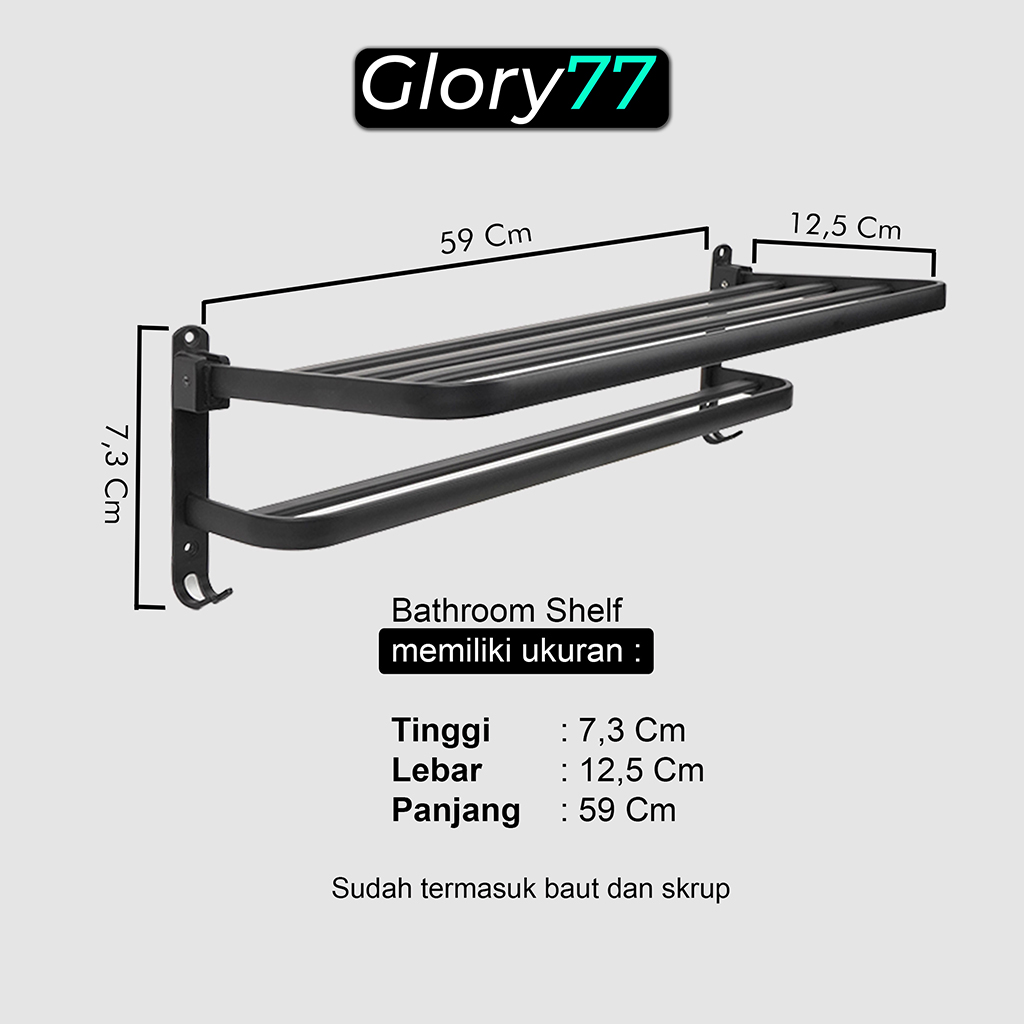 Glory77
59 Cm
12,5 Cm
7,3 Cm
Bathroom Shelf
memiliki ukuran :
Tinggi : 7,3 Cm
Lebar : 12,5 Cm
Panjang : 59 Cm
Sudah termasuk baut dan skrup